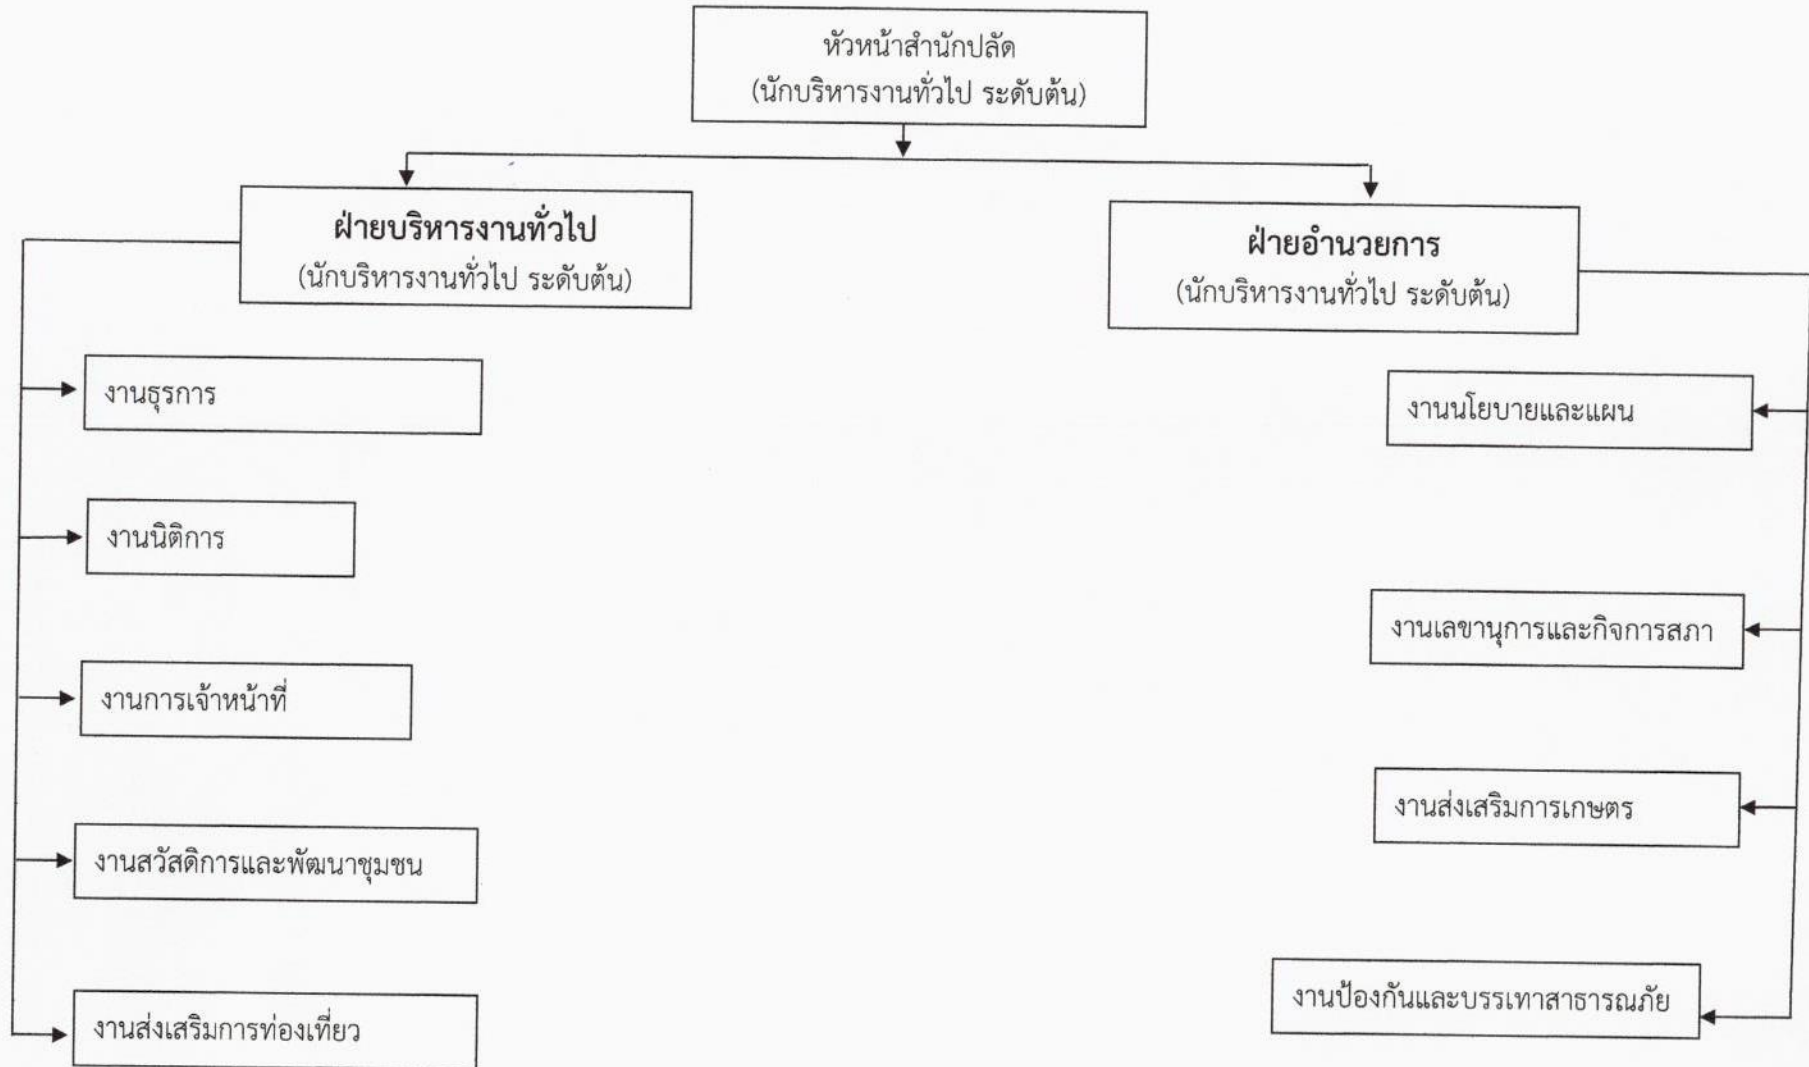 หัวหน้าสำนักปลัด
(นักบริหารงานทั่วไป ระดับต้น)
ฝ่ายบริหารงานทั่วไป
(นักบริหารงานทั่วไป ระดับต้น)
งานธุรการ
งานนิติการ
งานการเจ้าหน้าที่
งานสวัสดิการและพัฒนาชุมชน
งานส่งเสริมการท่องเที่ยว
ฝ่ายอำนวยการ
(นักบริหารงานทั่วไป ระดับต้น)
งานนโยบายและแผน
งานเลขานุการและกิจการสภา
งานส่งเสริมการเกษตร
งานป้องกันและบรรเทาสาธารณภัย